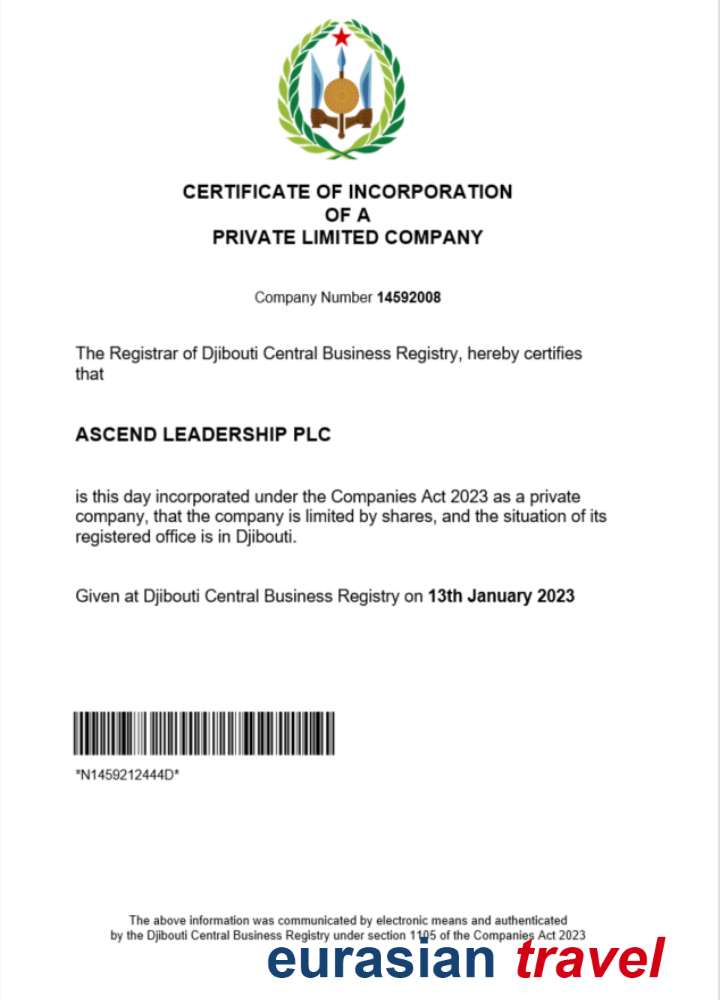 CERTIFICATE OF INCORPORATION
OF A
PRIVATE LIMITED COMPANY
Company Number 14592008
The Registrar of Djibouti Central Business Registry, hereby certifies
that
ASCEND LEADERSHIP PLC
is this day incorporated under the Companies Act 2023 as a private
company, that the company is limited by shares, and the situation of its
registered office is in Djibouti.
Given at Djibouti Central Business Registry on 13th January 2023
*N1459212444D*
The above information was communicated by electronic means and authenticated
by the Djibouti Central Business Registry under section 1105 of the Companies Act 2023
eurasian travel